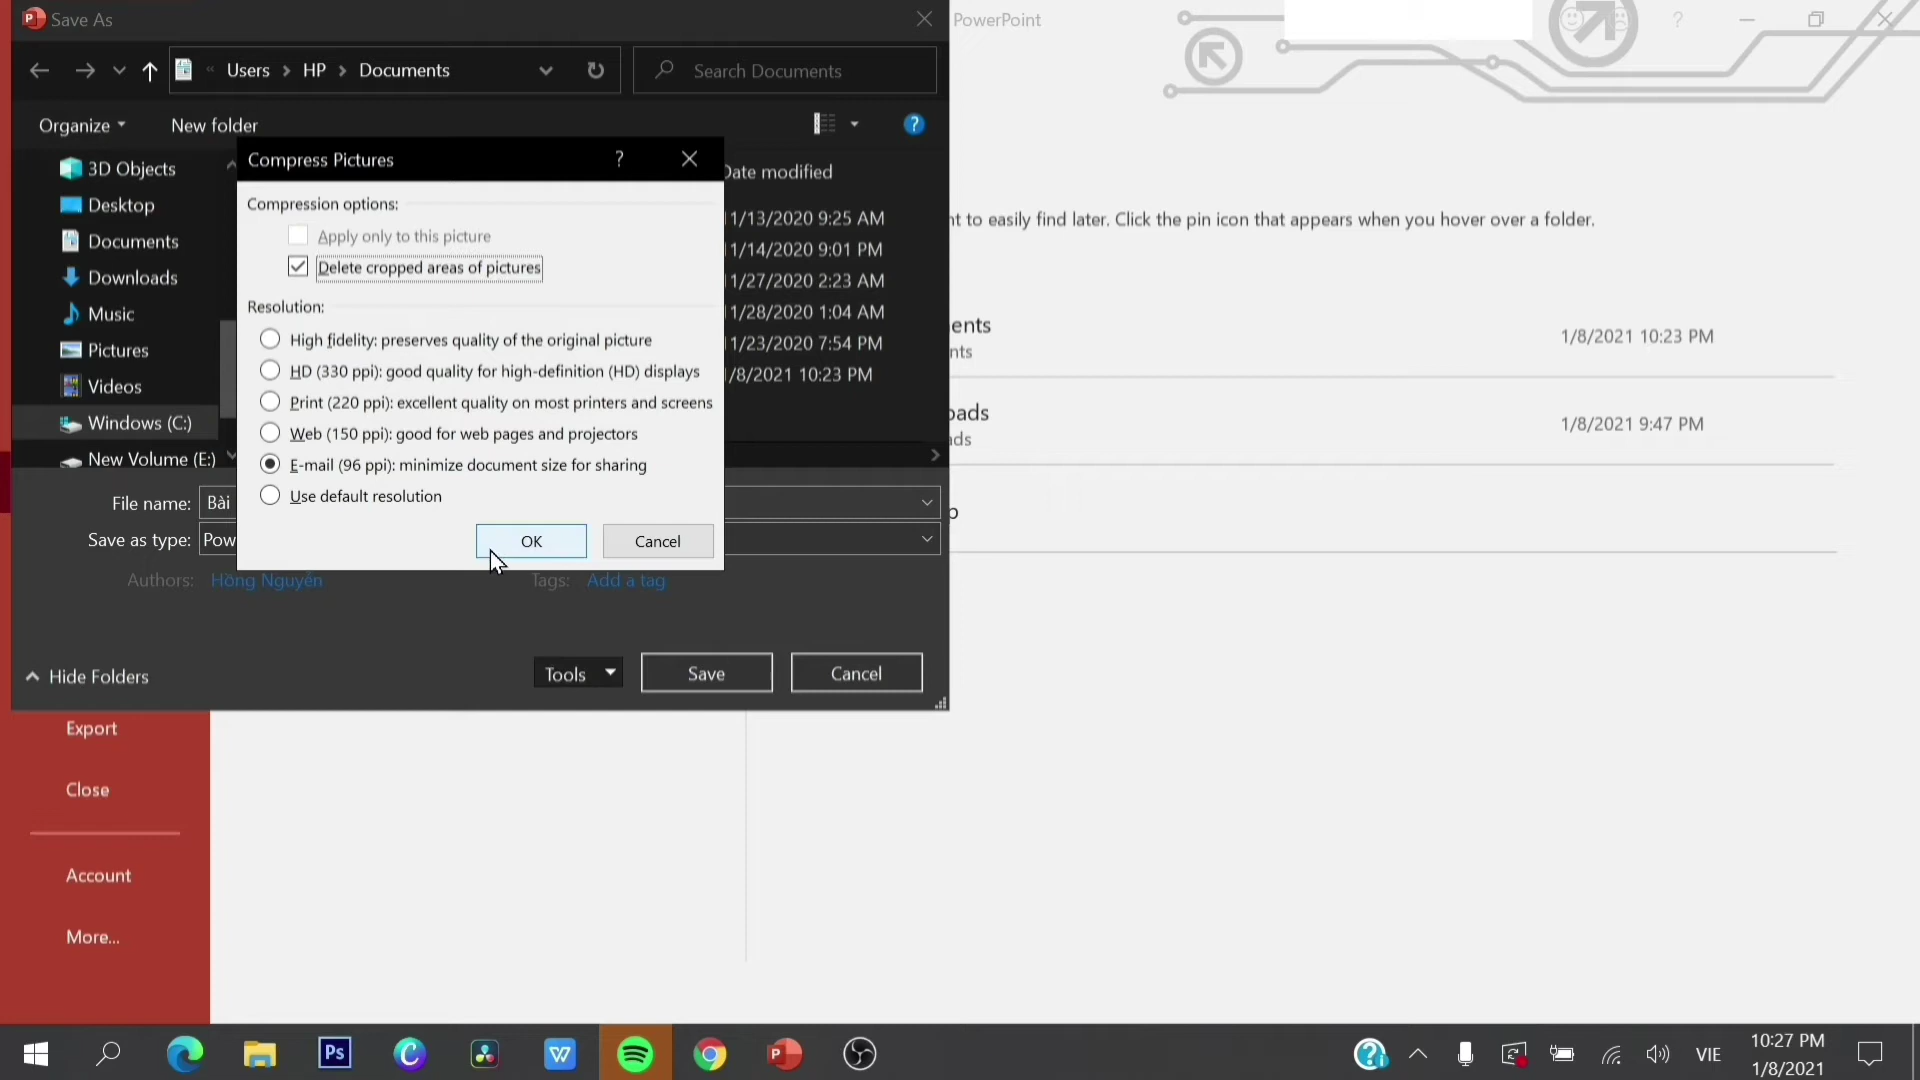 Save As
PowerPoint
Users
HP
Documents
Search Documents
Organize
New folder
3D Objects
Desktop
Documents
Downloads
Music
Pictures
Videos
Windows (C:)
New Volume (E:)
Date modified
1/13/2020 9:25 AM
1/14/2020 9:01 PM
1/27/2020 2:23 AM
1/28/2020 1:04 AM
1/23/2020 7:54 PM
/8/2021 10:23 PM
Compress Pictures
Compression options:
Apply only to this picture
Delete cropped areas of pictures
Resolution:
High fidelity: preserves quality of the original picture
HD (330 ppi): good quality for high-definition (HD) displays
Print (220 ppi): excellent quality on most printers and screens
Web (150 ppi): good for web pages and projectors
E-mail (96 ppi): minimize document size for sharing
Use default resolution
OK
Cancel
File name: Bài
Save as type: Pow
Authors: Hồng Nguyễn
Tags: Add a tag
Hide Folders
Tools
Save
Cancel
nt to easily find later. Click the pin icon that appears when you hover over a folder.
ents
nts
1/8/2021 10:23 PM
oads
ads
1/8/2021 9:47 PM
p
Export
Close
Account
More...
Ps
VIE
10:27 PM
1/8/2021